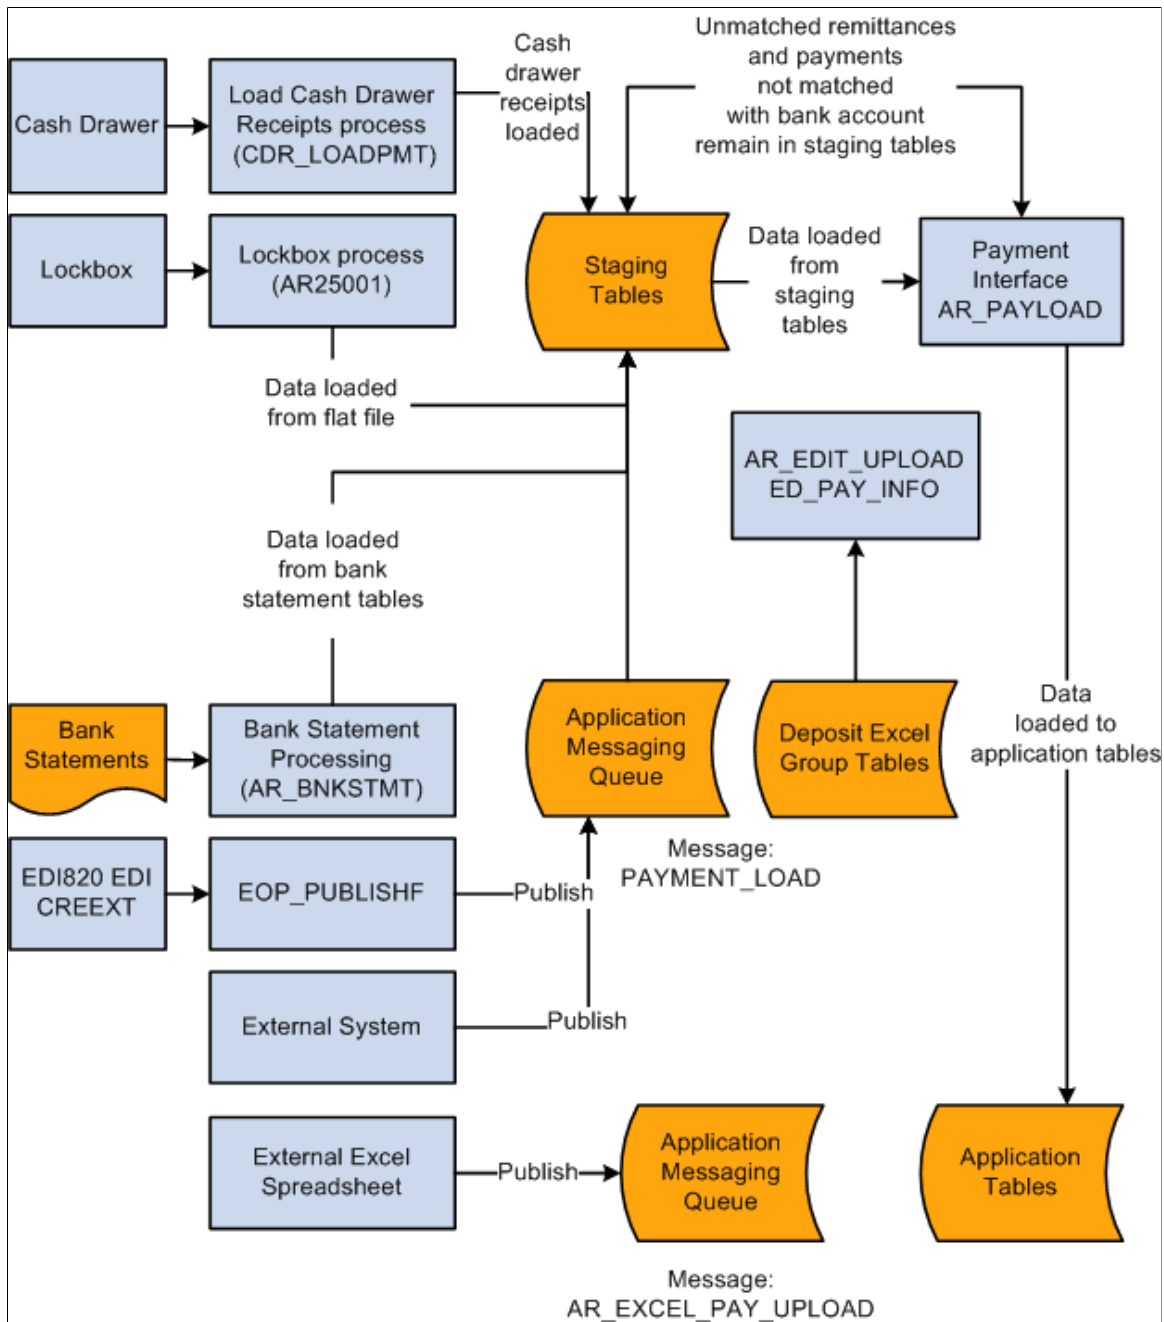 Cash Drawer
Load Cash Drawer
Receipts process
(CDR_LOADPMT)
Cash
drawer
receipts
loaded
Unmatched remittances
and payments
not matched
with bank account
remain in staging tables
Lockbox
Lockbox process
(AR25001)
Staging
Tables
Data loaded
from
staging
tables
Payment
Interface
AR_PAYLOAD
Data loaded
from flat file
AR_EDIT_UPLOAD
ED_PAY_INFO
Data loaded
from bank
statement tables
Bank
Statements
Bank Statement
Processing
(AR_BNKSTMT)
Application
Messaging
Queue
Deposit Excel
Group Tables
Data
loaded to
application tables
Message:
PAYMENT_LOAD
EDI820 EDI
CREEXT
EOP_PUBLISHF
Publish
External System
Publish
External Excel
Spreadsheet
Publish
Application
Messaging
Queue
Application
Tables
Message:
AR_EXCEL_PAY_UPLOAD